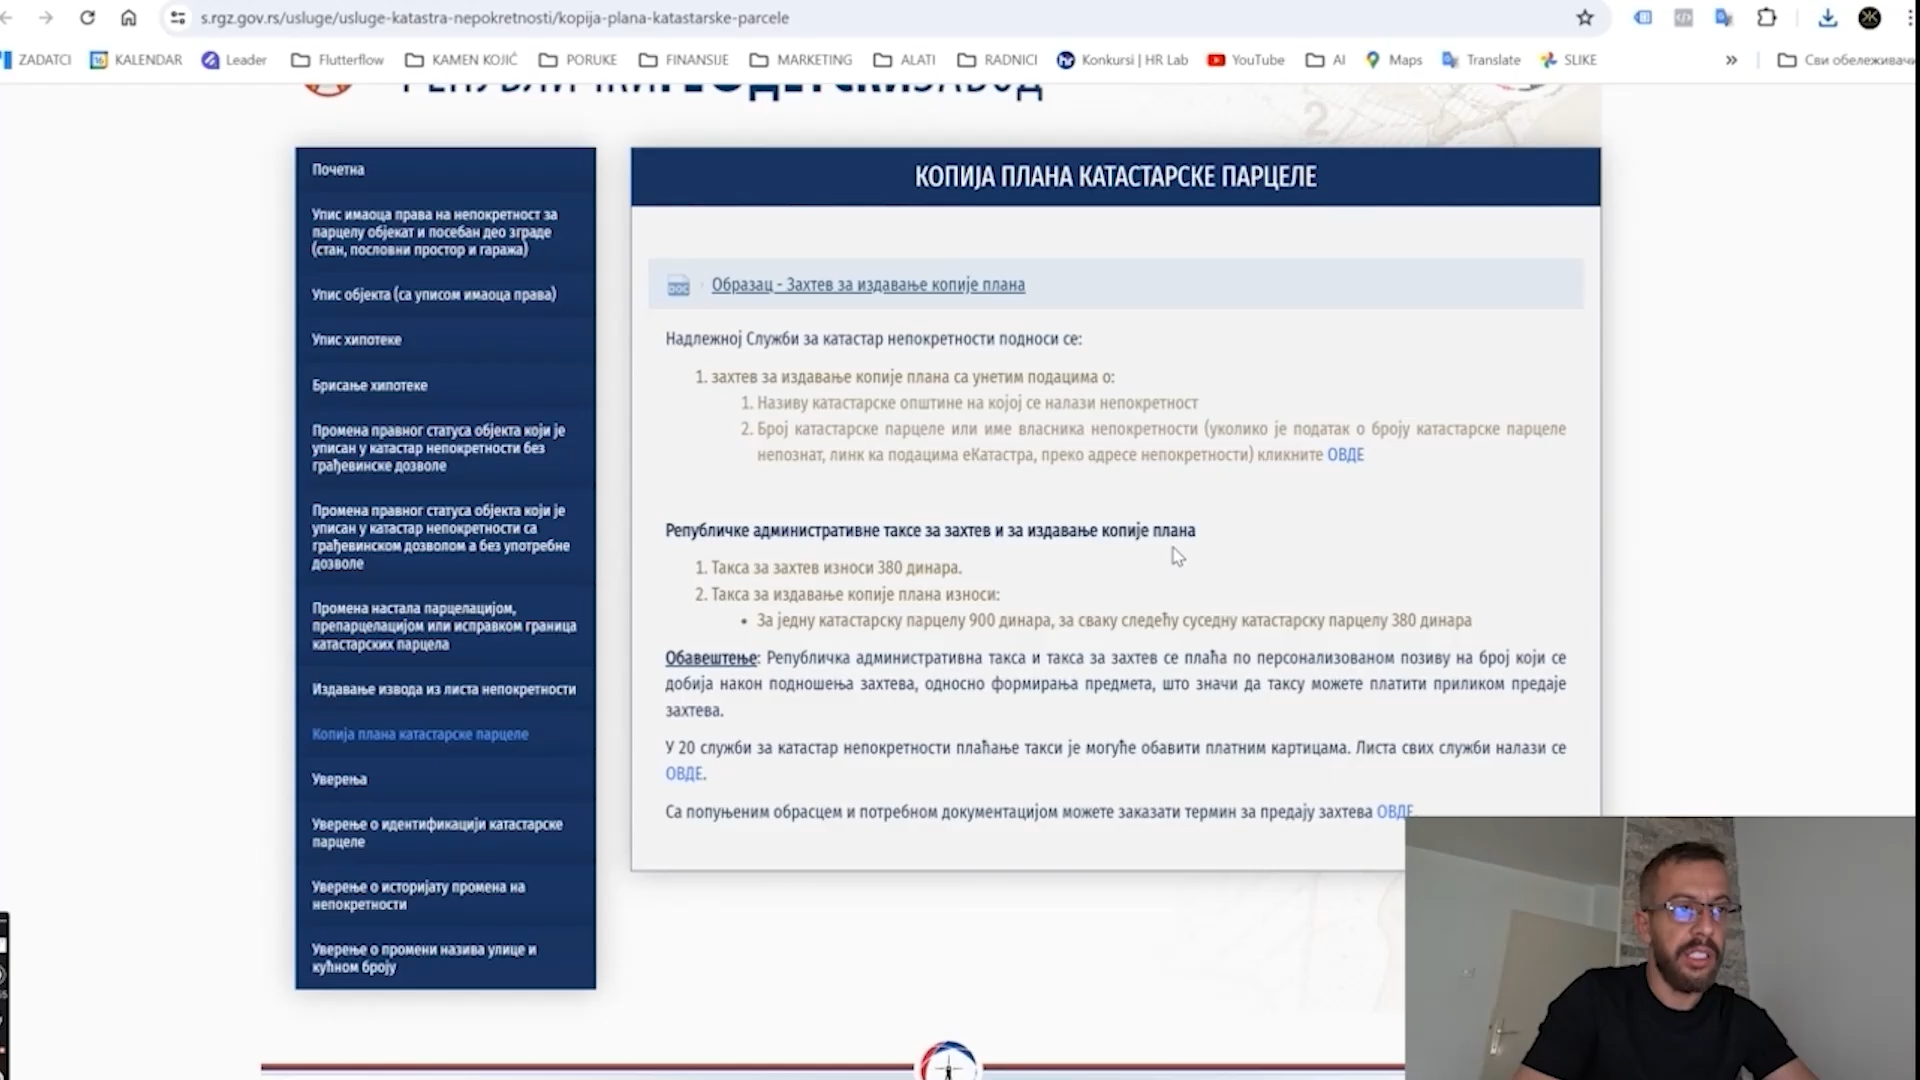 s.rgz.gov.rs/usluge/usluge-katastra-nepokretnosti/kopija-plana-katastarske-parcele
ZADATCI
KALENDAR
Leader
Flutterflow
KAMEN KOJIĆ
PORUKE
FINANSIJE
MARKETING
ALATI
RADNICI
Konkursi | HR Lab
YouTube
AI
Maps
Translate
SLIKE
»
Сви обележивачи
РЕПУБЛИЧКИ ГЕОДЕТСКИ ЗАВОД
2
Почетна
Упис имаоца права на непокретност за
парцелу објекат и посебан део зграде
(стан, пословни простор и гаража)
Упис објекта (са уписом имаоца права)
Упис хипотеке
Брисање хипотеке
Промена правног статуса објекта који је
уписан у катастар непокретности без
грађевинске дозволе
Промена правног статуса објекта који је
уписан у катастар непокретности са
грађевинском дозволом а без употребне
дозволе
Промена настала парцелацијом,
препарцелацијом или исправком граница
катастарских парцела
Издавање извода из листа непокретности
Копија плана катастарске парцеле
Уверења
Уверење о идентификацији катастарске
парцеле
Уверење о историјату промена на
непокретности
Уверење о промени назива улице и
кућном броју
КОПИЈА ПЛАНА КАТАСТАРСКЕ ПАРЦЕЛЕ
DOC
Образац - Захтев за издавање копије плана
Надлежној Служби за катастар непокретности подноси се:
1. захтев за издавање копије плана са унетим подацима о:
1. Називу катастарске општине на којој се налази непокретност
2. Број катастарске парцеле или име власника непокретности (уколико је податак о броју катастарске парцеле
непознат, линк ка подацима еКатастра, преко адресе непокретности) кликните ОВДЕ
Републичке административне таксе за захтев и за издавање копије плана
1. Такса за захтев износи 380 динара.
2. Такса за издавање копије плана износи:
• За једну катастарску парцелу 900 динара, за сваку следећу суседну катастарску парцелу 380 динара
Обавештење: Републичка административна такса и такса за захтев се плаћа по персонализованом позиву на број који се
добија након подношења захтева, односно формирања предмета, што значи да таксу можете платити приликом предаје
захтева.
У 20 служби за катастар непокретности плаћање такси је могуће обавити платним картицама. Листа свих служби налази се
ОВДЕ.
Са попуњеним обрасцем и потребном документацијом можете заказати термин за предају захтева ОВДЕ.